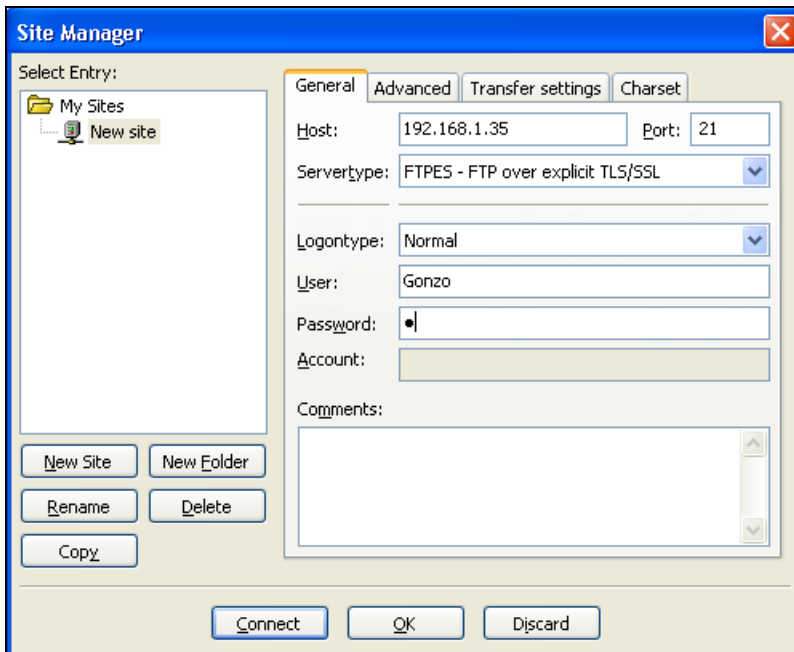 Site Manager
Select Entry:
My Sites
New site
New Site
New Folder
Rename
Delete
Copy
General
Advanced
Transfer settings
Charset
Host: 192.168.1.35 Port: 21
Servertype: FTPES - FTP over explicit TLS/SSL
Logontype: Normal
User: Gonzo
Password: ●
Account:
Comments:
Connect
OK
Discard